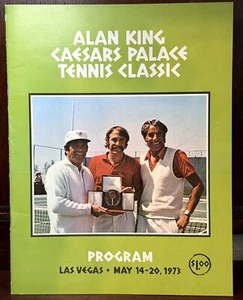 ALAN KING
CAESARS PALACE
TENNIS CLASSIC
PROGRAM
$1.00
LAS VEGAS • MAY 14-20, 1973